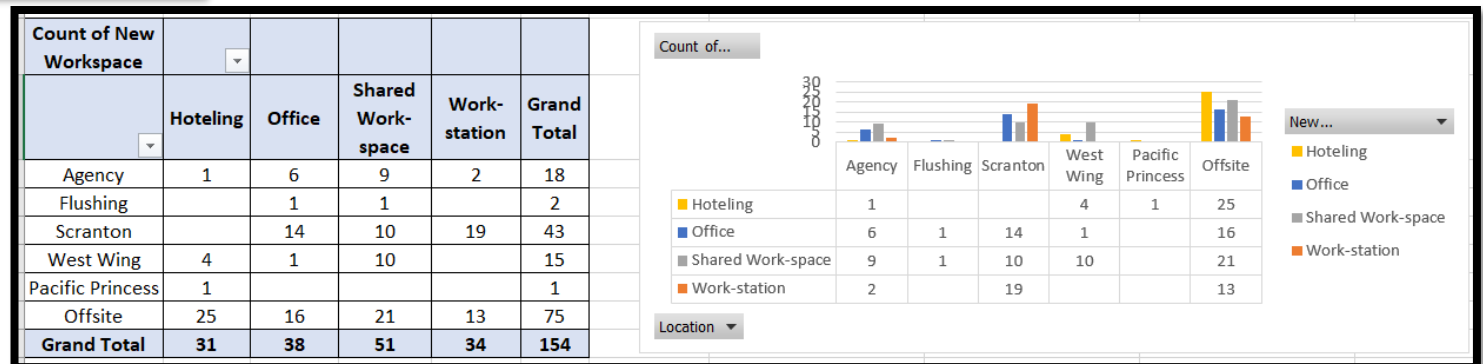 Count of New
Workspace
Hoteling Office Shared Work-space Work-station Grand Total
Agency 1 6 9 2 18
Flushing 1 1 2
Scranton 14 10 19 43
West Wing 4 1 10 15
Pacific Princess 1 1
Offsite 25 16 21 13 75
Grand Total 31 38 51 34 154
Count of...
30
25
20
15
10
5
0
Agency Flushing Scranton West Wing Pacific Princess Offsite
Hoteling 1 4 1 25
Office 6 1 14 1 16
Shared Work-space 9 1 10 10 21
Work-station 2 19 13
Location
New...
Hoteling
Office
Shared Work-space
Work-station